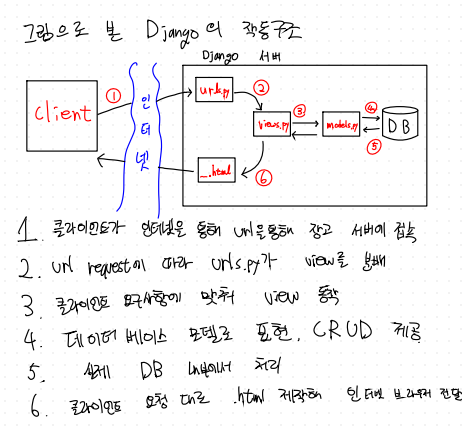 그림으로 본 Django의 작동구조
Django 서버
client
①
인터넷
urls.py
②
views.py
③
models.py
④
DB
⑤
_.html
⑥
1. 클라이언트가 인터넷을 통해 url을통해 장고 서버에 접속
2. url request에 따라 urls.py가 view를 분배
3 클라이언트 요구사항에 맞춰 view 동작
4. 데이터베이스 모델로 표현, CRUD 제공
5. 실제 DB 내부에서 처리
6. 클라이언트 요청 대로 .html 제작해 인터넷 브라우저 전달